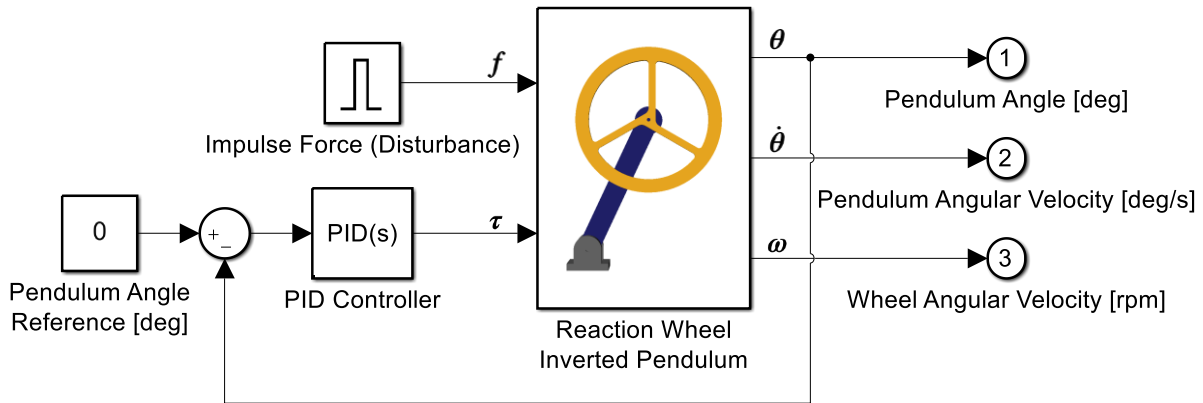 f
Impulse Force (Disturbance)
0
Pendulum Angle
Reference [deg]
+
−
PID(s)
PID Controller
τ
Reaction Wheel
Inverted Pendulum
θ
1
Pendulum Angle [deg]
θ̇
2
Pendulum Angular Velocity [deg/s]
ω
3
Wheel Angular Velocity [rpm]